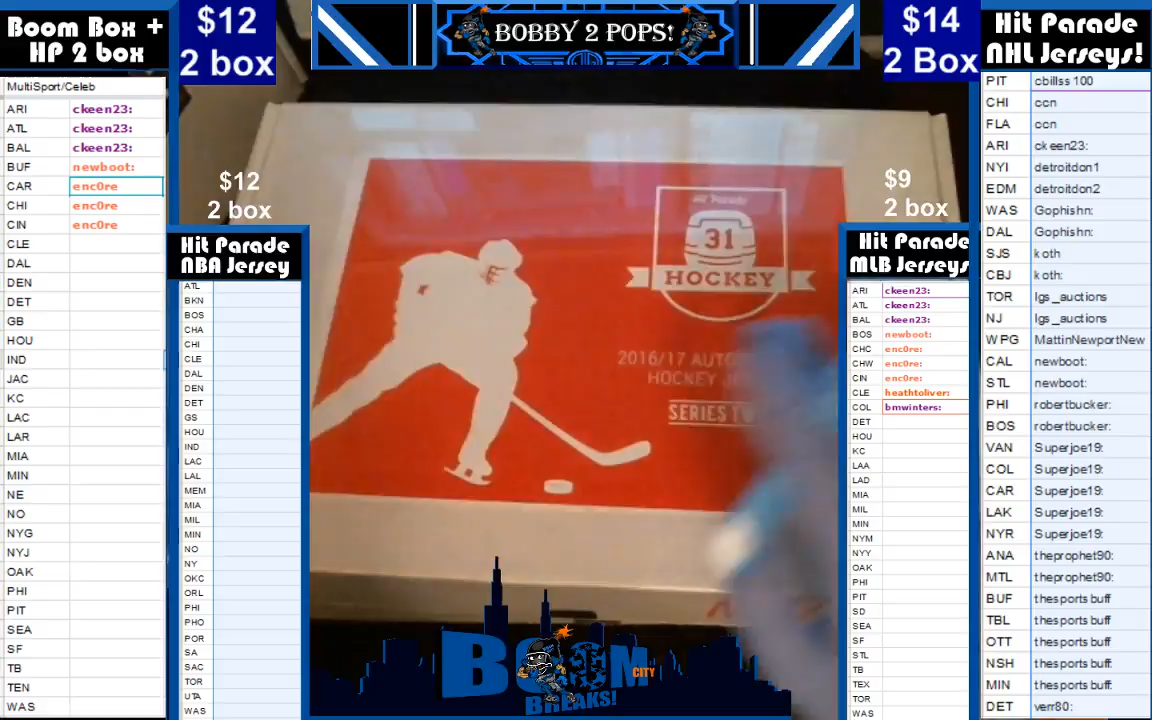 Boom Box +
HP 2 box
MultiSport/Celeb
ARI ckeen23:
ATL ckeen23:
BAL ckeen23:
BUF newboot:
CAR enc0re
CHI enc0re
CIN enc0re
CLE
DAL
DEN
DET
GB
HOU
IND
JAC
KC
LAC
LAR
MIA
MIN
NE
NO
NYG
NYJ
OAK
PHI
PIT
SEA
SF
TB
TEN
WAS
$12
2 box
$12
2 box
Hit Parade
NBA Jersey
ATL
BKN
BOS
CHA
CHI
CLE
DAL
DEN
DET
GS
HOU
IND
LAC
LAL
MEM
MIA
MIL
MIN
NO
NY
OKC
ORL
PHI
PHO
POR
SA
SAC
TOR
UTA
WAS
BOBBY 2 POPS!
Hit Parade
31
HOCKEY
2016/17
HOCKEY
SERIES
BOOM
CITY
BREAKS!
$14
2 Box
$9
2 box
Hit Parade
MLB Jerseys
ARI ckeen23:
ATL ckeen23:
BAL ckeen23:
BOS newboot:
CHC enc0re:
CHW enc0re:
CIN enc0re:
CLE heathtoliver:
COL bmwinters:
DET
HOU
KC
LAA
LAD
MIA
MIL
MIN
NYM
NYY
OAK
PHI
PIT
SD
SEA
SF
STL
TB
TEX
TOR
WAS
Hit Parade
NHL Jerseys!
PIT cbillss 100
CHI ccn
FLA ccn
ARI ckeen23:
NYI detroitdon1
EDM detroitdon2
WAS Gophishn:
DAL Gophishn:
SJS k oth
CBJ k oth:
TOR lgs_auctions
NJ lgs_auctions
WPG MattinNewportNew
CAL newboot:
STL newboot:
PHI robertbucker:
BOS robertbucker:
VAN Superjoe19:
COL Superjoe19:
CAR Superjoe19:
LAK Superjoe19:
NYR Superjoe19:
ANA theprophet90:
MTL theprophet90:
BUF thesports buff
TBL thesports buff
OTT thesports buff
NSH thesports buff:
MIN thesports buff:
DET verr80: